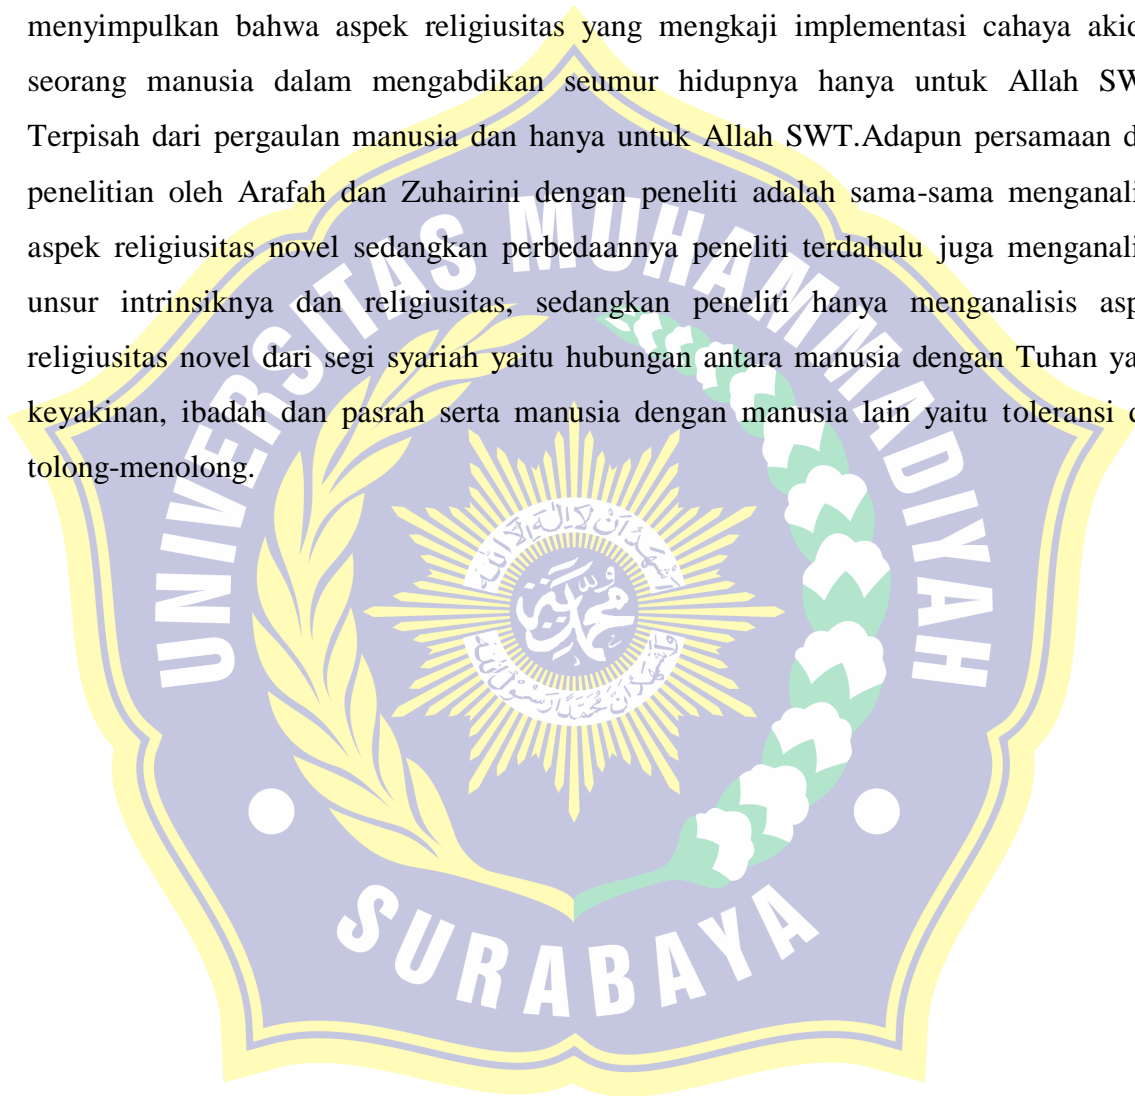 menyimpulkan bahwa aspek religiusitas yang mengkaji implementasi cahaya akid
seorang manusia dalam mengabdikan seumur hidupnya hanya untuk Allah SW
Terpisah dari pergaulan manusia dan hanya untuk Allah SWT.Adapun persamaan d
penelitian oleh Arafah dan Zuhairini dengan peneliti adalah sama-sama menganali
aspek religiusitas novel sedangkan perbedaannya peneliti terdahulu juga menganali
unsur intrinsiknya dan religiusitas, sedangkan peneliti hanya menganalisis asp
religiusitas novel dari segi syariah yaitu hubungan antara manusia dengan Tuhan ya
keyakinan, ibadah dan pasrah serta manusia dengan manusia lain yaitu toleransi d
tolong-menolong.
UNIVERSITAS MUHAMMADIYAH
اَشْهَدُ اَنْ لَا اِلٰهَ اِلَّا اللّٰهُ
مُحَمَّد
وَاَشْهَدُ اَنَّ مُحَمَّدًا رَسُوْلُ اللّٰهِ
SURABAYA